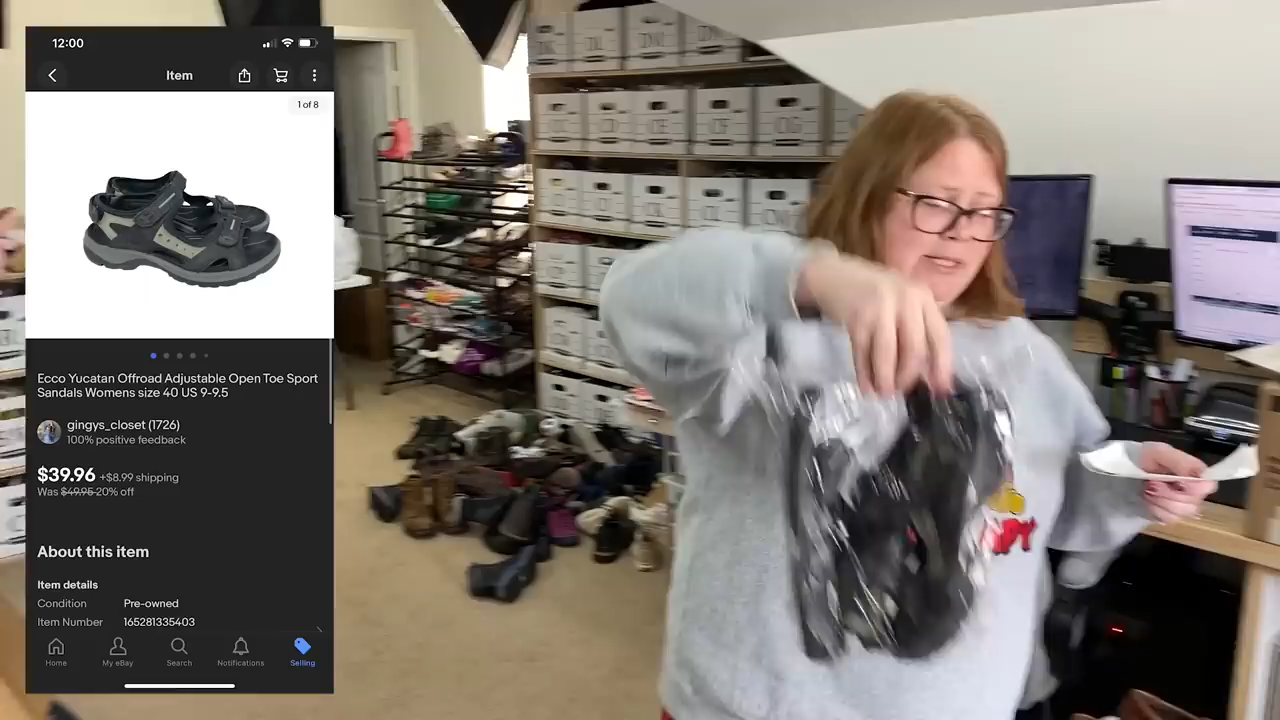 12:00
Item
1 of 8
Ecco Yucatan Offroad Adjustable Open Toe Sport
Sandals Womens size 40 US 9-9.5
gingys_closet (1726)
100% positive feedback
$39.96 +$8.99 shipping
Was $49.95 20% off
About this item
Item details
Condition Pre-owned
Item Number 165281335403
Home My eBay Search Notifications Selling